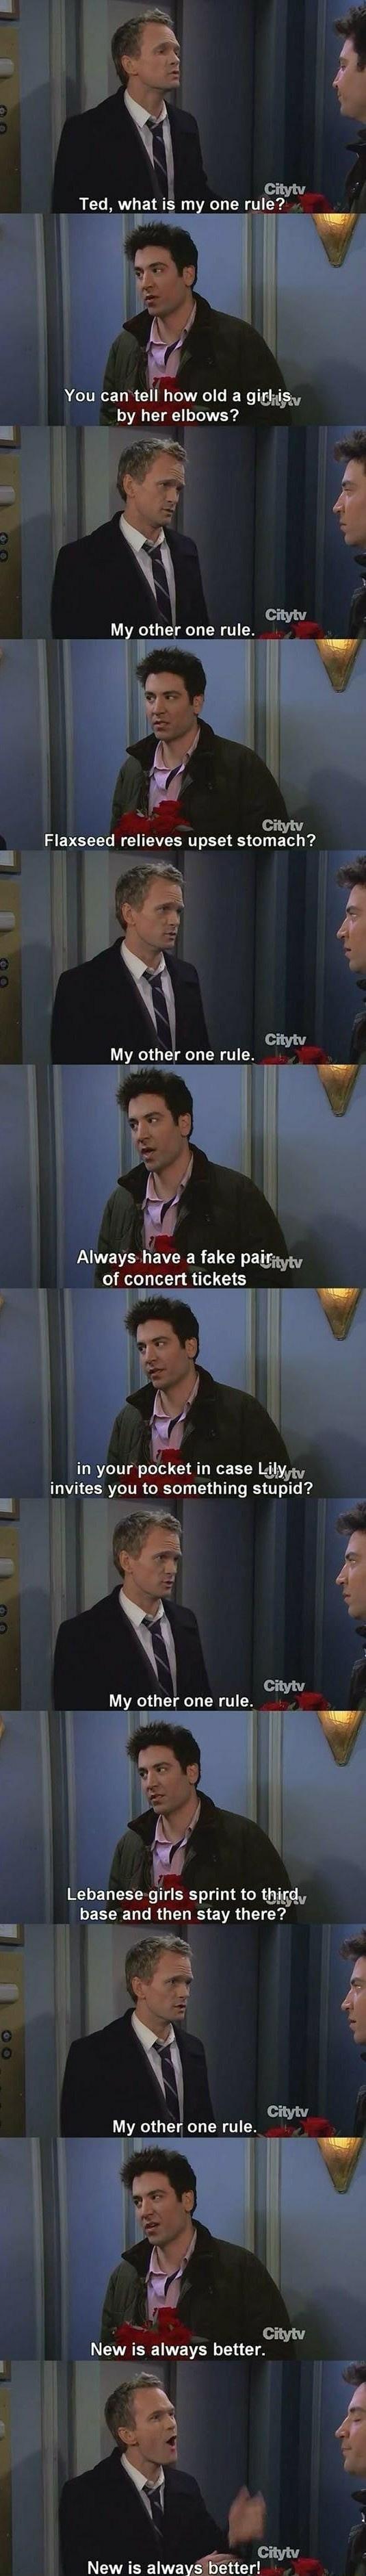 Citytv
Ted, what is my one rule?
You can tell how old a girl is
Citytv
by her elbows?
Citytv
My other one rule.
Citytv
Flaxseed relieves upset stomach?
Citytv
My other one rule.
Always have a fake pair
Citytv
of concert tickets
in your pocket in case Lily
Citytv
invites you to something stupid?
Citytv
My other one rule.
Lebanese girls sprint to third
Citytv
base and then stay there?
Citytv
My other one rule.
Citytv
New is always better.
Citytv
New is always better!